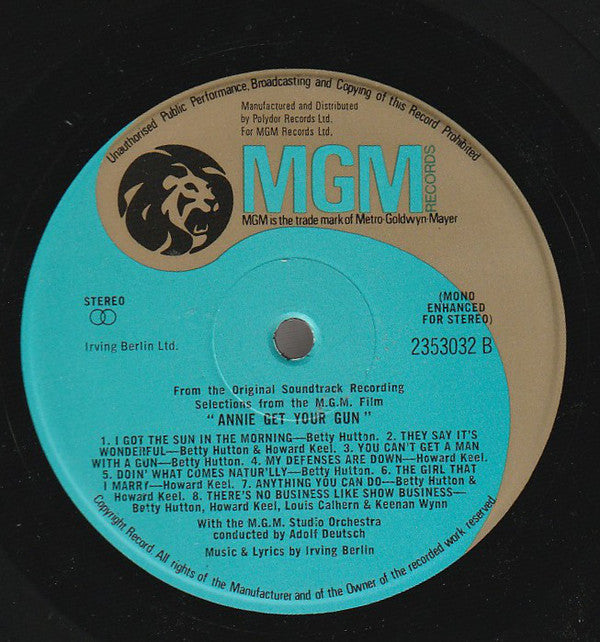 Unauthorised Public Performance, Broadcasting and Copying of this Record Prohibited
Manufactured and Distributed
by Polydor Records Ltd.
For MGM Records Ltd.
MGM
RECORDS
MGM is the trade mark of Metro-Goldwyn-Mayer
STEREO
(MONO
ENHANCED
FOR STEREO)
Irving Berlin Ltd.
2353032 B
From the Original Soundtrack Recording
Selections from the M.G.M. Film
"ANNIE GET YOUR GUN"
1. I GOT THE SUN IN THE MORNING—Betty Hutton. 2. THEY SAY IT'S
WONDERFUL—Betty Hutton & Howard Keel. 3. YOU CAN'T GET A MAN
WITH A GUN—Betty Hutton. 4. MY DEFENSES ARE DOWN—Howard Keel.
5. DOIN' WHAT COMES NATUR'LLY—Betty Hutton. 6. THE GIRL THAT
I MARRY—Howard Keel. 7. ANYTHING YOU CAN DO—Betty Hutton &
Howard Keel. 8. THERE'S NO BUSINESS LIKE SHOW BUSINESS—
Betty Hutton, Howard Keel, Louis Calhern & Keenan Wynn
With the M.G.M. Studio Orchestra
conducted by Adolf Deutsch
Music & Lyrics by Irving Berlin
Copyright Record. All rights of the Manufacturer and of the Owner of the recorded work reserved.